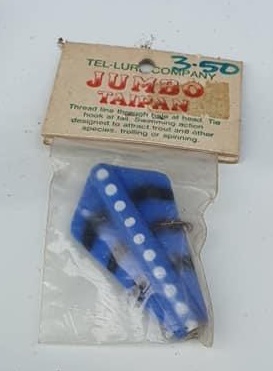 3.50
TEL-LURE COMPANY
JUMBO
TAIPAN
Thread line through hole at head. Tie
hook at tail. Swimming action
designed to attract trout and other
species, trolling or spinning.